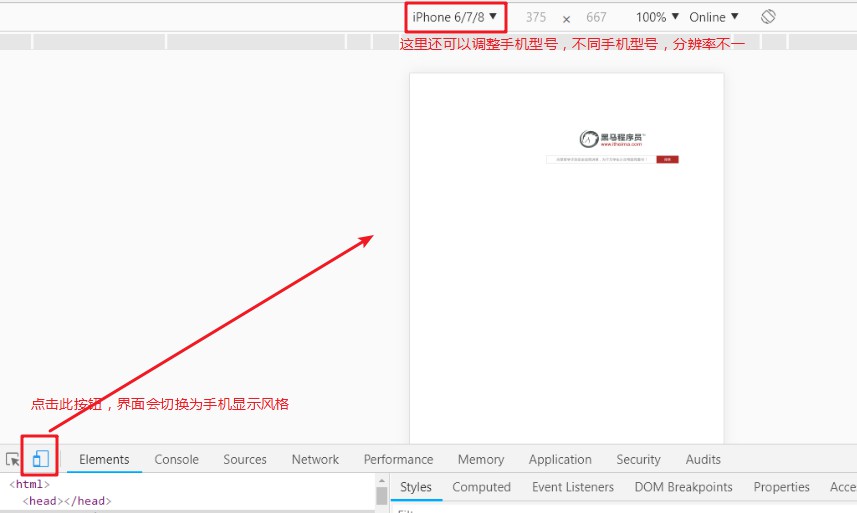 iPhone 6/7/8 ▼ 375 × 667 100% ▼ Online ▼
这里还可以调整手机型号，不同手机型号，分辨率不一
黑马程序员™
www.itheima.com
点击此按钮，界面会切换为手机显示风格
Elements Console Sources Network Performance Memory Application Security Audits
<html>
<head></head>
Styles Computed Event Listeners DOM Breakpoints Properties Acce